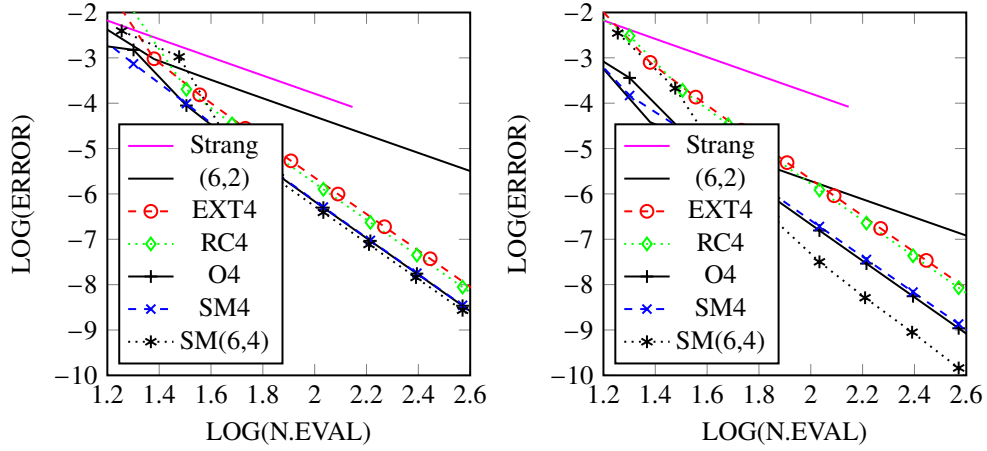 −2
−3
−4
−5
−6
−7
−8
−9
−10
1.2
1.4
1.6
1.8
2
2.2
2.4
2.6
LOG(ERROR)
LOG(N.EVAL)
Strang
(6,2)
EXT4
RC4
O4
SM4
SM(6,4)
−2
−3
−4
−5
−6
−7
−8
−9
−10
1.2
1.4
1.6
1.8
2
2.2
2.4
2.6
LOG(ERROR)
LOG(N.EVAL)
Strang
(6,2)
EXT4
RC4
O4
SM4
SM(6,4)